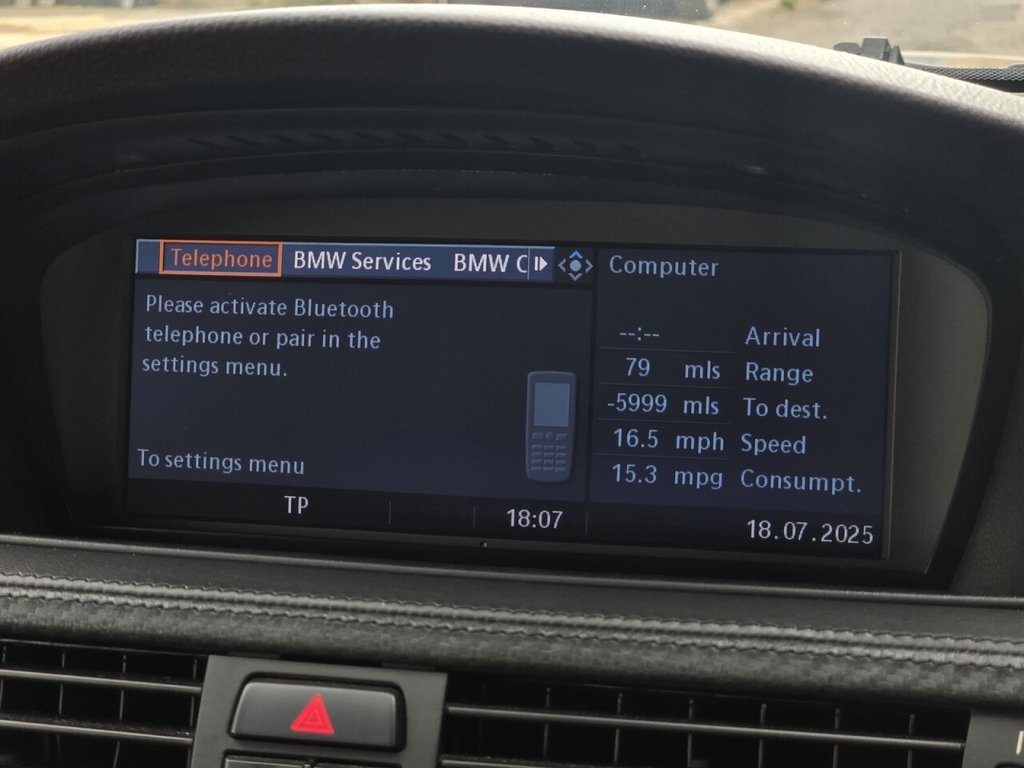 Telephone BMW Services BMW C
Please activate Bluetooth
telephone or pair in the
settings menu.
To settings menu
TP
18:07
Computer
--:-- Arrival
79 mls Range
-5999 mls To dest.
16.5 mph Speed
15.3 mpg Consumpt.
18.07.2025